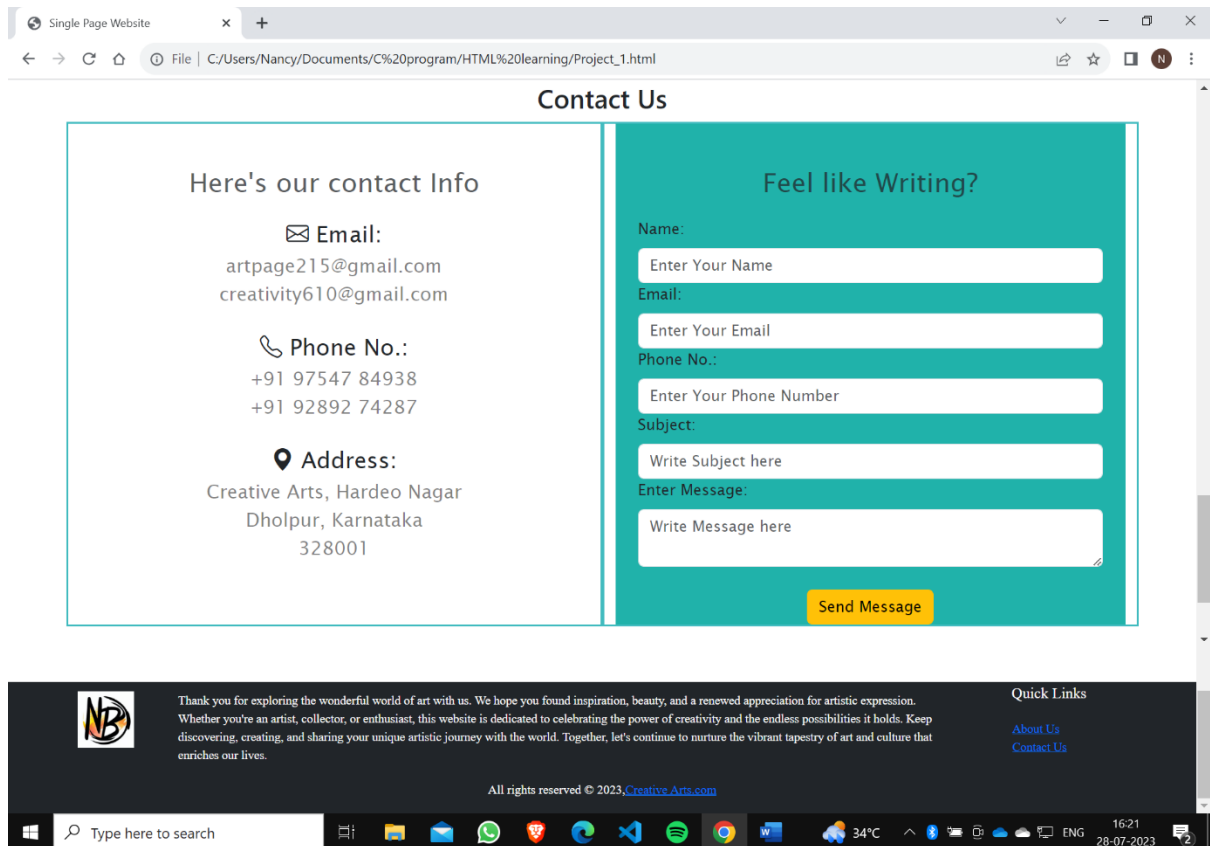 Single Page Website
File | C:/Users/Nancy/Documents/C%20program/HTML%20learning/Project_1.html
N
Contact Us
Here's our contact Info
Email:
artpage215@gmail.com
creativity610@gmail.com
Phone No.:
+91 97547 84938
+91 92892 74287
Address:
Creative Arts, Hardeo Nagar
Dholpur, Karnataka
328001
Feel like Writing?
Name:
Enter Your Name
Email:
Enter Your Email
Phone No.:
Enter Your Phone Number
Subject:
Write Subject here
Enter Message:
Write Message here
Send Message
NB
Thank you for exploring the wonderful world of art with us. We hope you found inspiration, beauty, and a renewed appreciation for artistic expression.
Whether you're an artist, collector, or enthusiast, this website is dedicated to celebrating the power of creativity and the endless possibilities it holds. Keep
discovering, creating, and sharing your unique artistic journey with the world. Together, let's continue to nurture the vibrant tapestry of art and culture that
enriches our lives.
Quick Links
About Us
Contact Us
All rights reserved © 2023,Creative Arts.com
Type here to search
34°C
ENG
16:21
28-07-2023
2